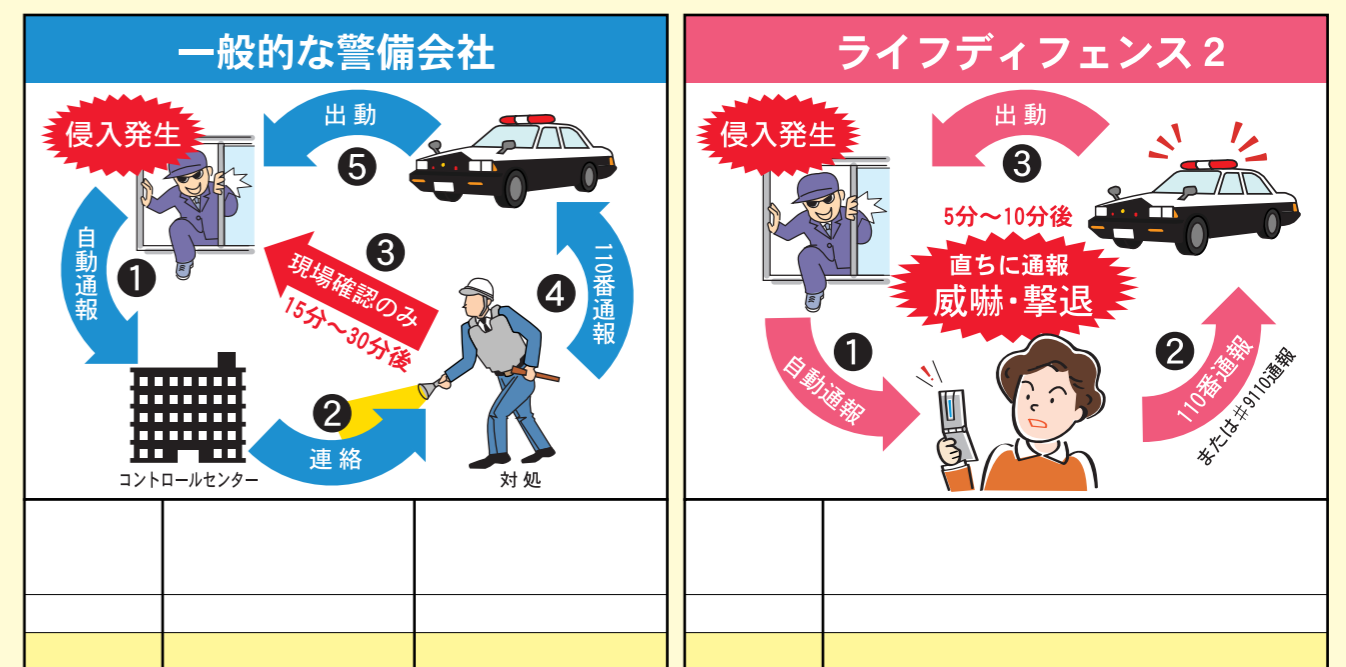 一般的な警備会社
侵入発生
出動
❺
自動通報
❶
❸
現場確認のみ
15分〜30分後
❹
110番通報
❷
連絡
コントロールセンター
対処
ライフディフェンス2
侵入発生
出動
❸
5分〜10分後
直ちに通報
威嚇・撃退
❶
自動通報
❷
110番通報
または#9110通報